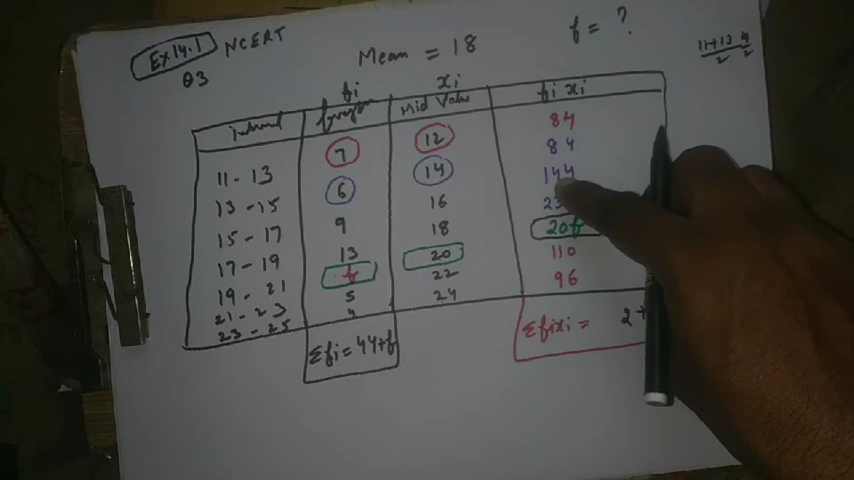 Ex 14.1 NCERT
Q3
Mean = 18
f = ?
11+13
2
fi xi
Interval Mid Value fi xi
11 - 13 7 12 84
13 - 15 6 14 84
15 - 17 9 16 144
17 - 19 13 18
19 - 21 f 20 20f
21 - 23 5 22 110
23 - 25 4 24 96
Σfi = 44+f Σfixi =